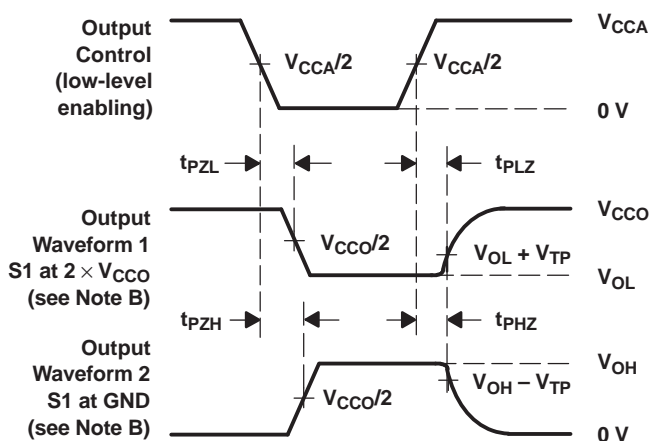 Output
Control
(low-level
enabling)
V_CCA
V_CCA/2
V_CCA/2
0 V
t_PZL
t_PLZ
Output
Waveform 1
S1 at 2 × V_CCO
(see Note B)
V_CCO
V_CCO/2
V_OL + V_TP
V_OL
t_PZH
t_PHZ
Output
Waveform 2
S1 at GND
(see Note B)
V_OH
V_OH − V_TP
V_CCO/2
0 V